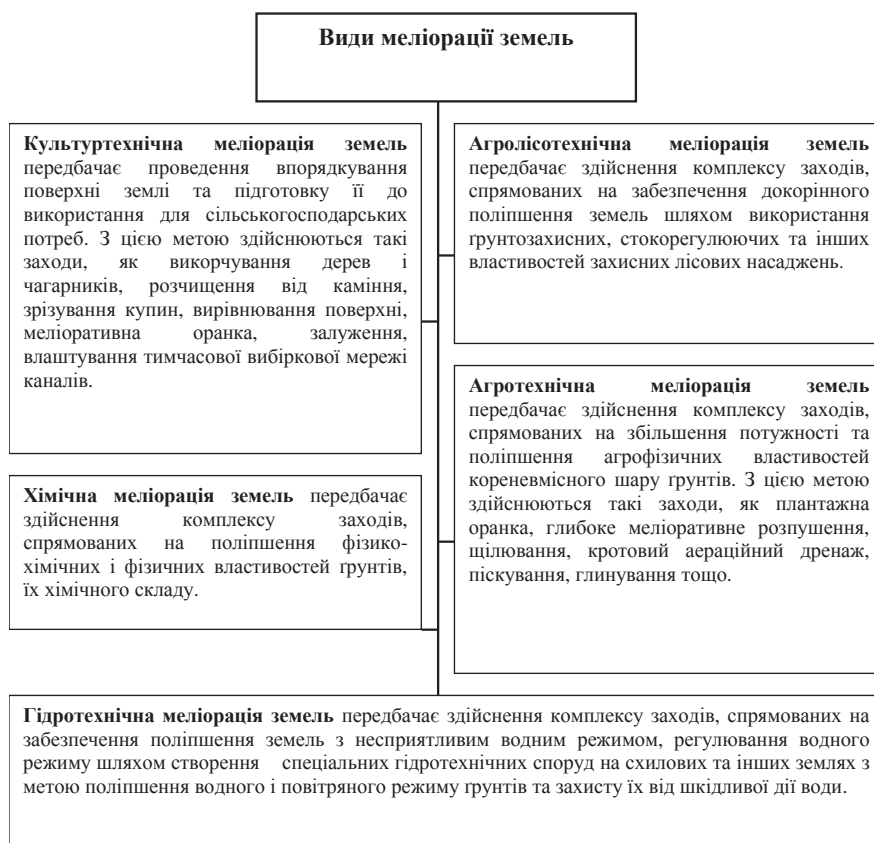 Види меліорації земель
Культуртехнічна меліорація земель
передбачає проведення впорядкування
поверхні землі та підготовку її до
використання для сільськогосподарських
потреб. З цією метою здійснюються такі
заходи, як викорчування дерев і
чагарників, розчищення від каміння,
зрізування купин, вирівнювання поверхні,
меліоративна оранка, залуження,
влаштування тимчасової вибіркової мережі
каналів.
Агролісотехнічна меліорація земель
передбачає здійснення комплексу заходів,
спрямованих на забезпечення докорінного
поліпшення земель шляхом використання
ґрунтозахисних, стокорегулюючих та інших
властивостей захисних лісових насаджень.
Агротехнічна меліорація земель
передбачає здійснення комплексу заходів,
спрямованих на збільшення потужності та
поліпшення агрофізичних властивостей
кореневмісного шару ґрунтів. З цією метою
здійснюються такі заходи, як плантажна
оранка, глибоке меліоративне розпушення,
щілювання, кротовий аераційний дренаж,
піскування, глинування тощо.
Хімічна меліорація земель передбачає
здійснення комплексу заходів,
спрямованих на поліпшення фізико-
хімічних і фізичних властивостей ґрунтів,
їх хімічного складу.
Гідротехнічна меліорація земель передбачає здійснення комплексу заходів, спрямованих на
забезпечення поліпшення земель з несприятливим водним режимом, регулювання водного
режиму шляхом створення спеціальних гідротехнічних споруд на схилових та інших землях з
метою поліпшення водного і повітряного режиму ґрунтів та захисту їх від шкідливої дії води.